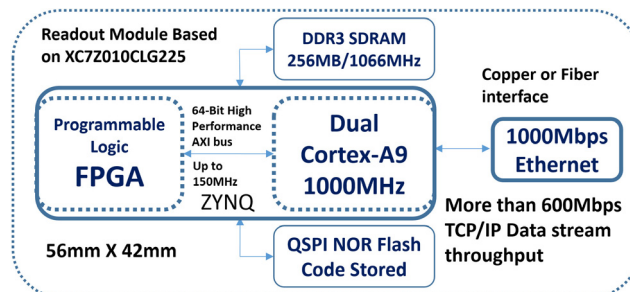 Readout Module Based
on XC7Z010CLG225
DDR3 SDRAM
256MB/1066MHz
Copper or Fiber
interface
Programmable
Logic
FPGA
64-Bit High
Performance
AXI bus
Up to
150MHz
ZYNQ
Dual
Cortex-A9
1000MHz
1000Mbps
Ethernet
More than 600Mbps
TCP/IP Data stream
throughput
56mm X 42mm
QSPI NOR Flash
Code Stored